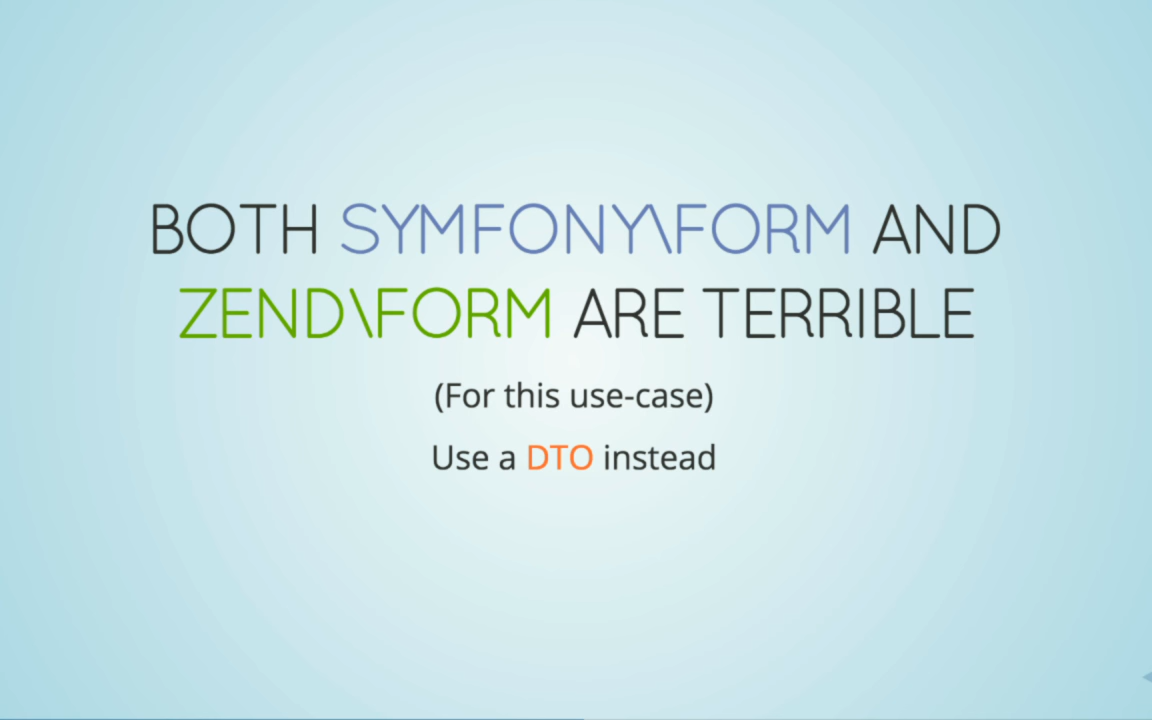 BOTH SYMFONY\FORM AND
ZEND\FORM ARE TERRIBLE
(For this use-case)
Use a DTO instead